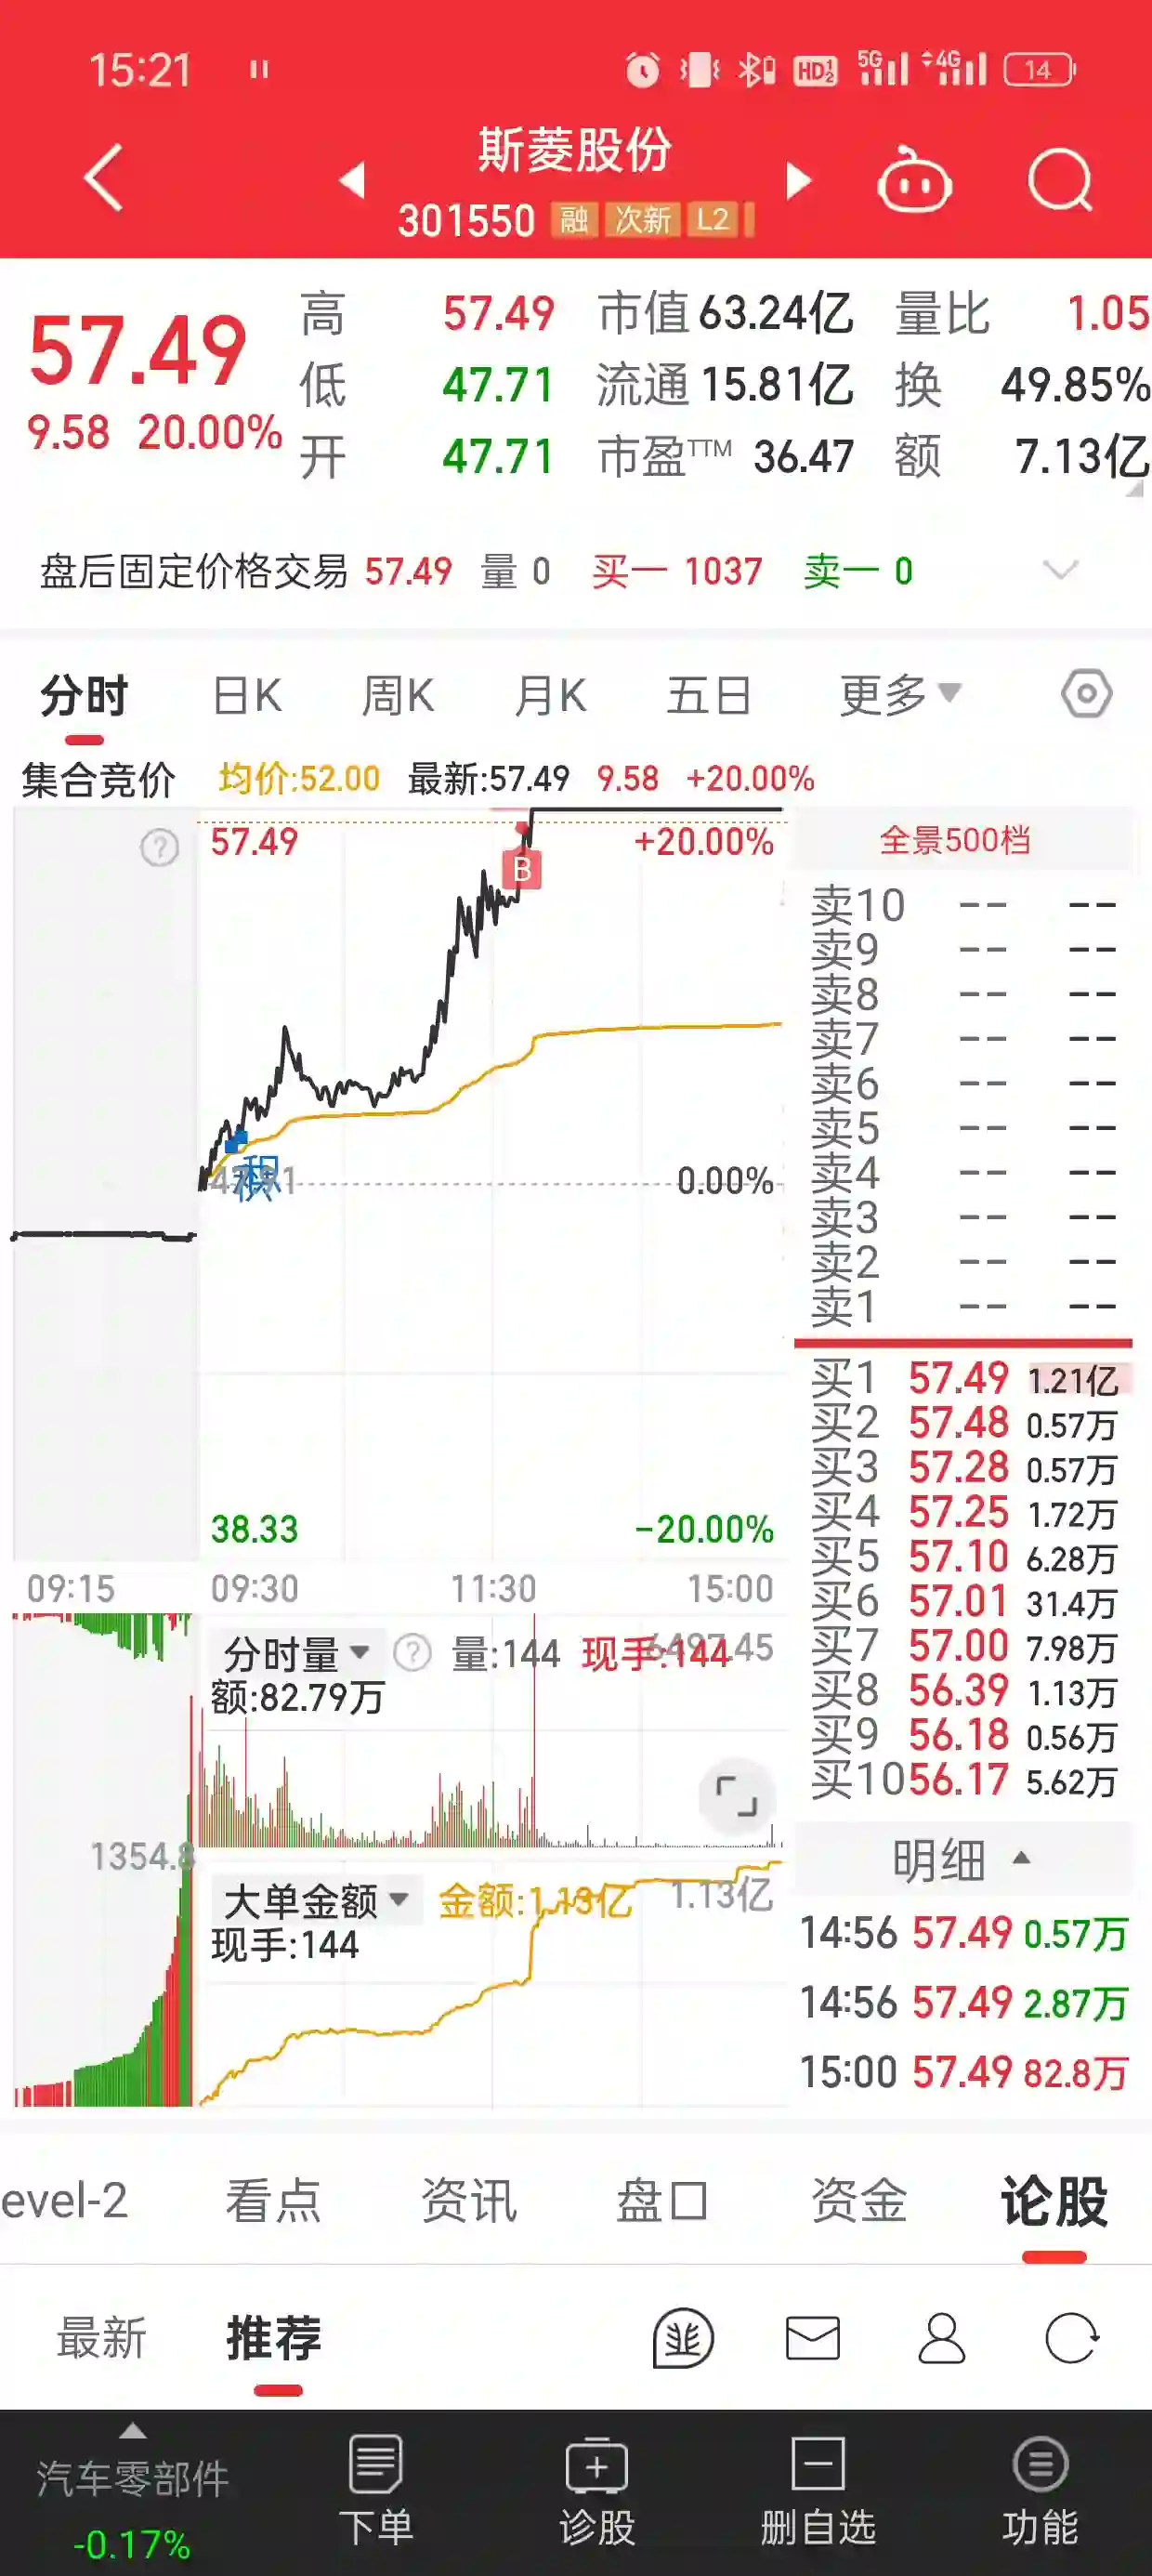 15:21
HD 1 2 5G 4G 14
斯菱股份
301550 融 次新 L2
57.49
9.58 20.00%
高 57.49 市值 63.24亿 量比 1.05
低 47.71 流通 15.81亿 换 49.85%
开 47.71 市盈TTM 36.47 额 7.13亿
盘后固定价格交易 57.49 量 0 买一 1037 卖一 0
分时 日K 周K 月K 五日 更多
集合竞价 均价:52.00 最新:57.49 9.58 +20.00%
57.49 +20.00%
B
47.91 0.00%
积
38.33 -20.00%
09:15 09:30 11:30 15:00
分时量 ? 量:144 现手:144 6497.45
额:82.79万
1354.8
大单金额 金额:1.13亿 1.13亿
现手:144
全景500档
卖10 -- --
卖9 -- --
卖8 -- --
卖7 -- --
卖6 -- --
卖5 -- --
卖4 -- --
卖3 -- --
卖2 -- --
卖1 -- --
买1 57.49 1.21亿
买2 57.48 0.57万
买3 57.28 0.57万
买4 57.25 1.72万
买5 57.10 6.28万
买6 57.01 31.4万
买7 57.00 7.98万
买8 56.39 1.13万
买9 56.18 0.56万
买10 56.17 5.62万
明细
14:56 57.49 0.57万
14:56 57.49 2.87万
15:00 57.49 82.8万
evel-2 看点 资讯 盘口 资金 论股
最新 推荐
汽车零部件
-0.17%
下单 诊股 删自选 功能